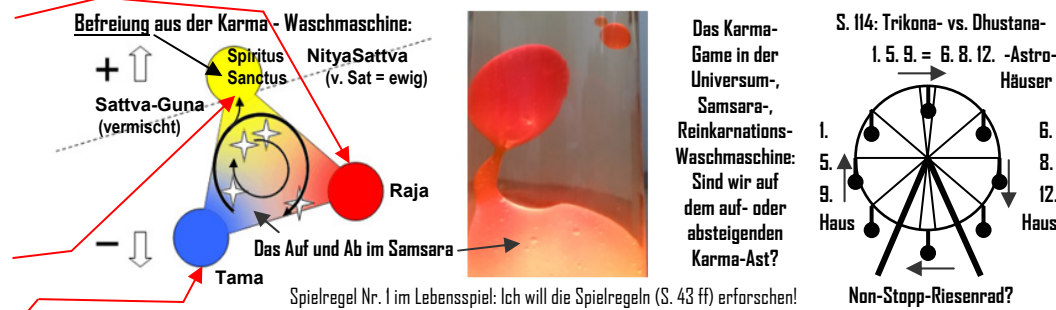 Befreiung aus der Karma - Waschmaschine:
+
Spiritus
Sanctus
NityaSattva
(v. Sat = ewig)
Sattva-Guna
(vermischt)
Raja
–
Das Auf und Ab im Samsara
Tama
Das Karma-
Game in der
Universum-,
Samsara-,
Reinkarnations-
Waschmaschine:
Sind wir auf
dem auf- oder
absteigenden
Karma-Ast?
S. 114: Trikona- vs. Dhustana-
1. 5. 9. = 6. 8. 12. -Astro-
Häuser
1.
5.
9.
Haus
6.
8.
12.
Haus
Non-Stopp-Riesenrad?
Spielregel Nr. 1 im Lebensspiel: Ich will die Spielregeln (S. 43 ff) erforschen!